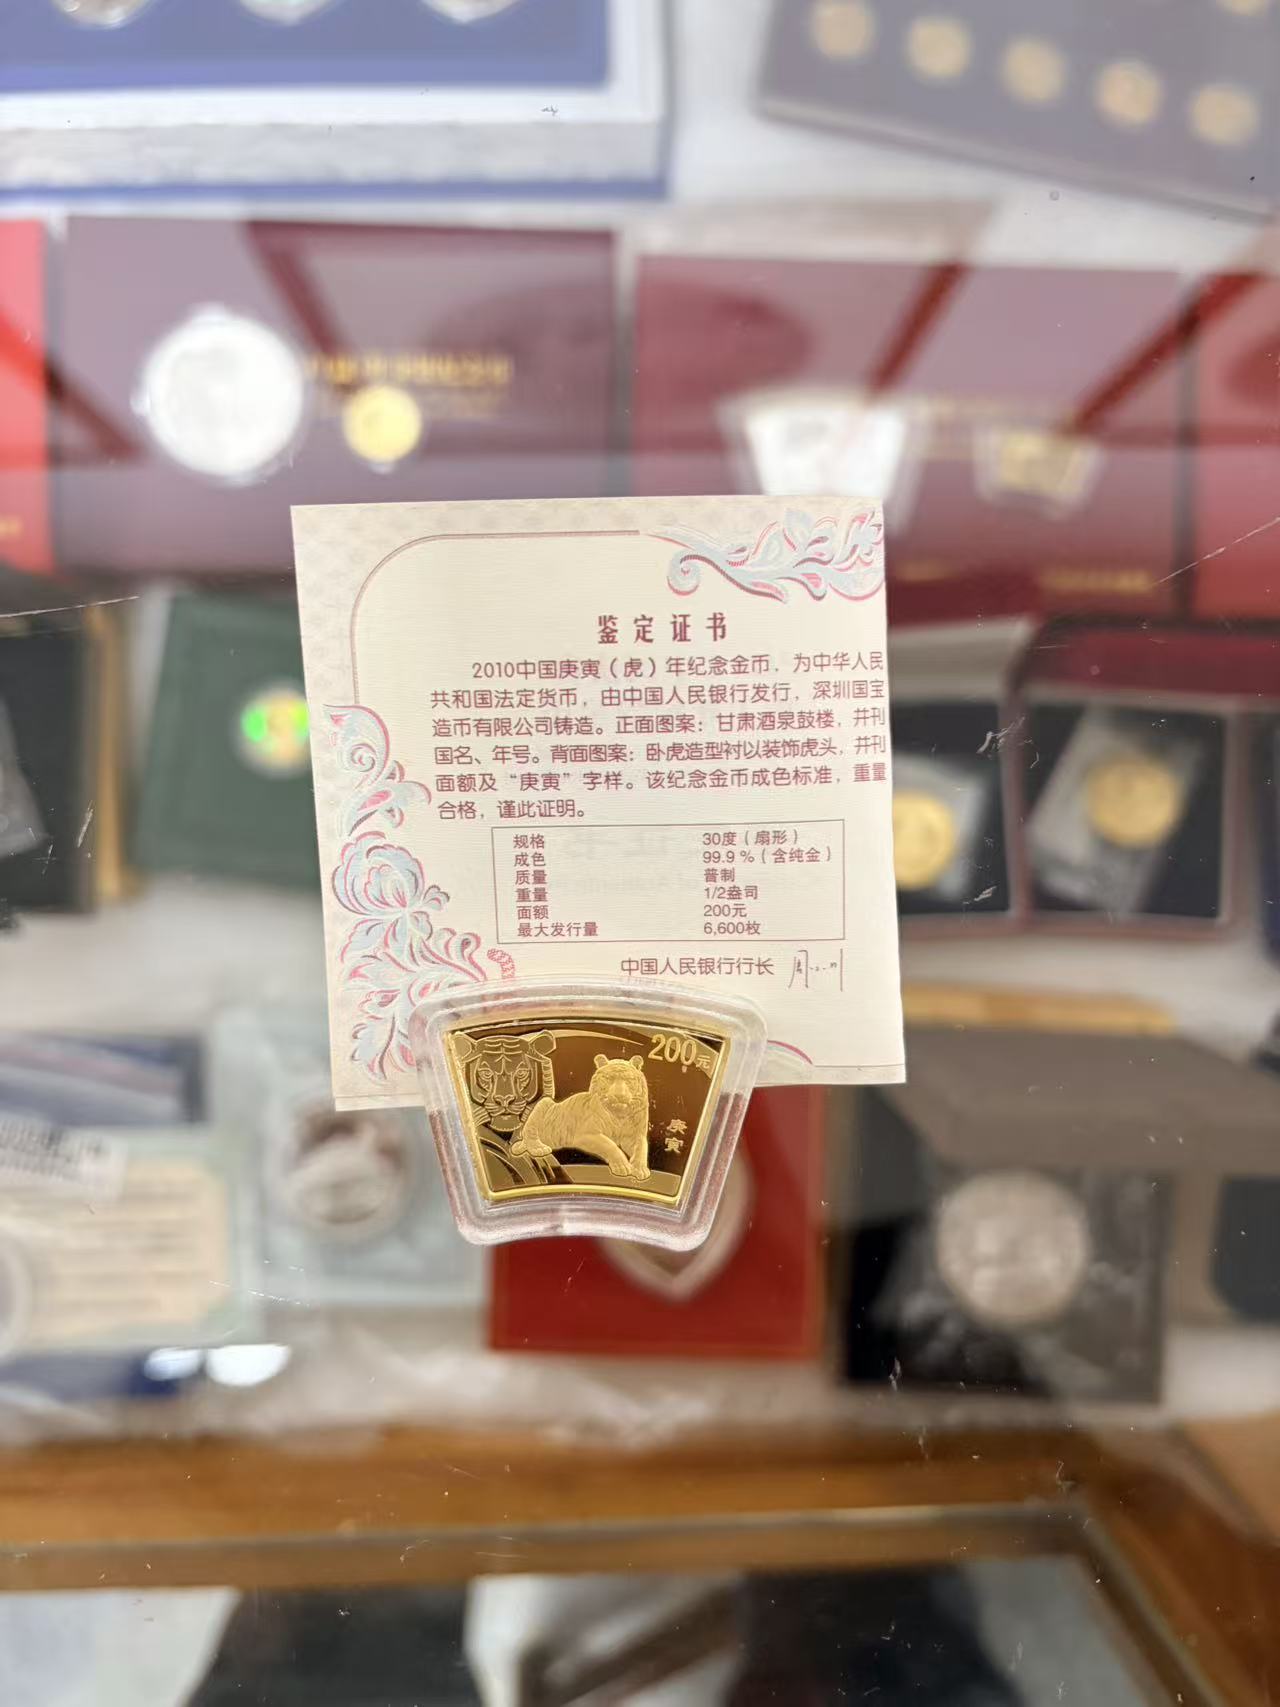 鉴定证书
2010中国庚寅（虎）年纪念金币，为中华人民
共和国法定货币，由中国人民银行发行，深圳国宝
造币有限公司铸造。正面图案：甘肃酒泉鼓楼，并刊
国名、年号。背面图案：卧虎造型衬以装饰虎头，并刊
面额及“庚寅”字样。该纪念金币成色标准，重量
合格，谨此证明。
规格 30度（扇形）
成色 99.9％（含纯金）
质量 普制
重量 1/2盎司
面额 200元
最大发行量 6,600枚
中国人民银行行长
200元
庚寅